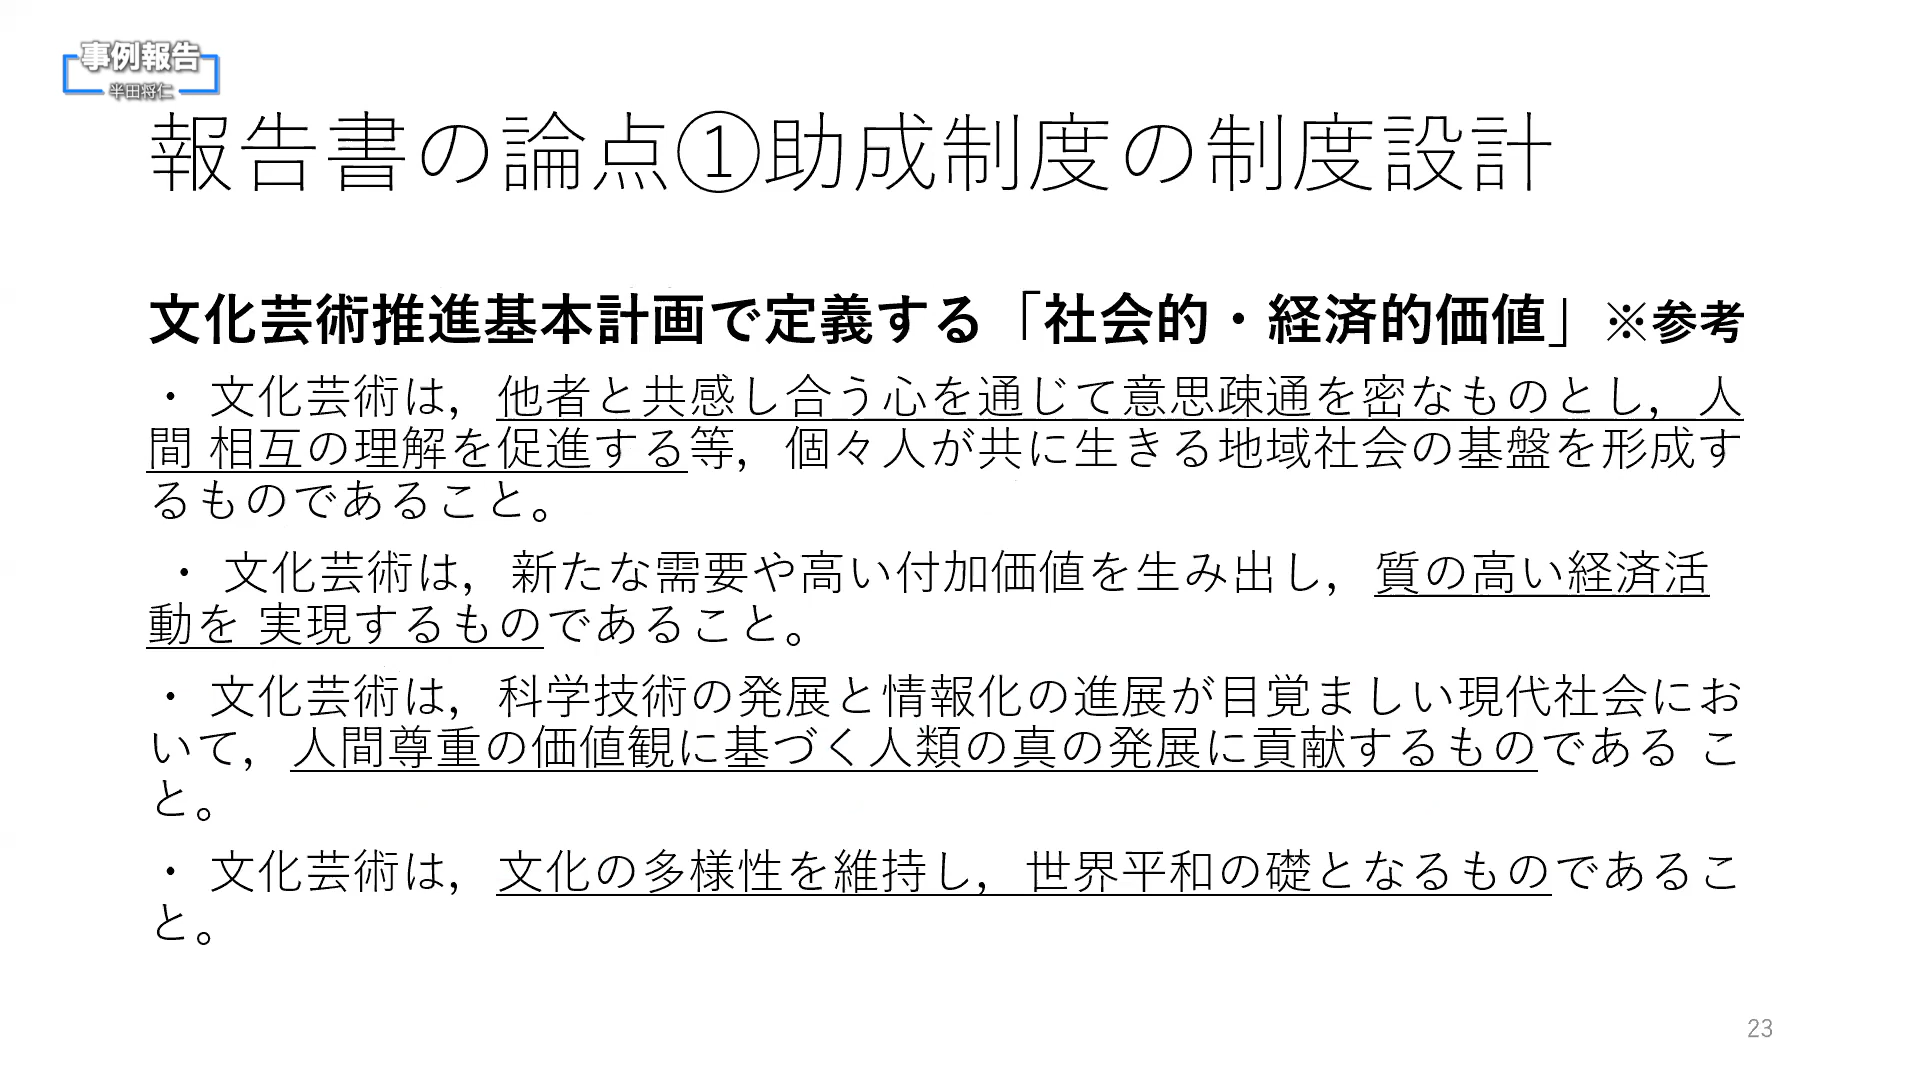 事例報告
半田将仁
報告書の論点①助成制度の制度設計
文化芸術推進基本計画で定義する「社会的・経済的価値」※参考
・ 文化芸術は，他者と共感し合う心を通じて意思疎通を密なものとし，人
間 相互の理解を促進する等，個々人が共に生きる地域社会の基盤を形成す
るものであること。
・ 文化芸術は，新たな需要や高い付加価値を生み出し，質の高い経済活
動を 実現するものであること。
・ 文化芸術は，科学技術の発展と情報化の進展が目覚ましい現代社会にお
いて，人間尊重の価値観に基づく人類の真の発展に貢献するものである こ
と。
・ 文化芸術は，文化の多様性を維持し，世界平和の礎となるものであるこ
と。
23